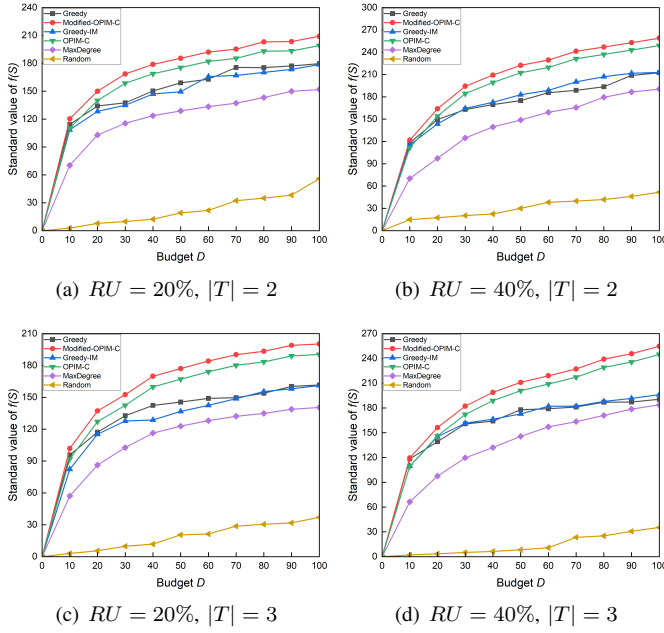 Standard value of f(S)
240
210
180
150
120
90
60
30
0
Greedy
Modified-OPIM-C
Greedy-IM
OPIM-C
MaxDegree
Random
0 10 20 30 40 50 60 70 80 90 100
Budget D
(a) RU = 20%, |T| = 2
Standard value of f(S)
300
270
240
210
180
150
120
90
60
30
0
Greedy
Modified-OPIM-C
Greedy-IM
OPIM-C
MaxDegree
Random
0 10 20 30 40 50 60 70 80 90 100
Budget D
(b) RU = 40%, |T| = 2
Standard value of f(S)
210
180
150
120
90
60
30
0
Greedy
Modified-OPIM-C
Greedy-IM
OPIM-C
MaxDegree
Random
0 10 20 30 40 50 60 70 80 90 100
Budget D
(c) RU = 20%, |T| = 3
Standard value of f(S)
270
240
210
180
150
120
90
60
30
0
Greedy
Modified-OPIM-C
Greedy-IM
OPIM-C
MaxDegree
Random
0 10 20 30 40 50 60 70 80 90 100
Budget D
(d) RU = 40%, |T| = 3